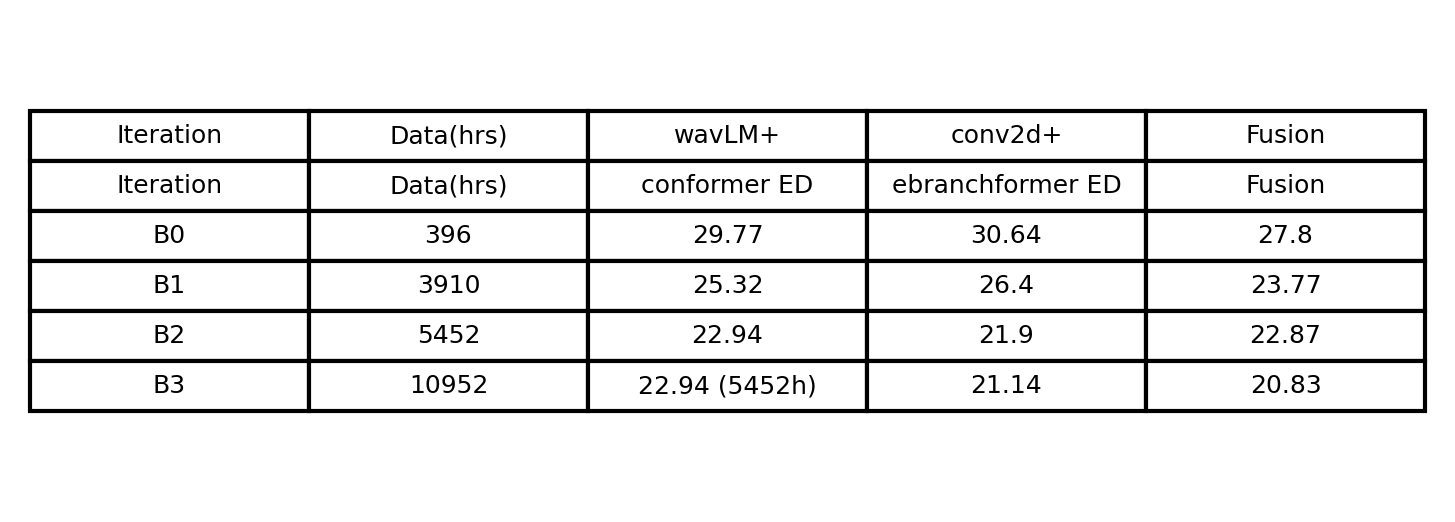 Iteration Data(hrs) wavLM+ conv2d+ Fusion
Iteration Data(hrs) conformer ED ebranchformer ED Fusion
B0 396 29.77 30.64 27.8
B1 3910 25.32 26.4 23.77
B2 5452 22.94 21.9 22.87
B3 10952 22.94 (5452h) 21.14 20.83